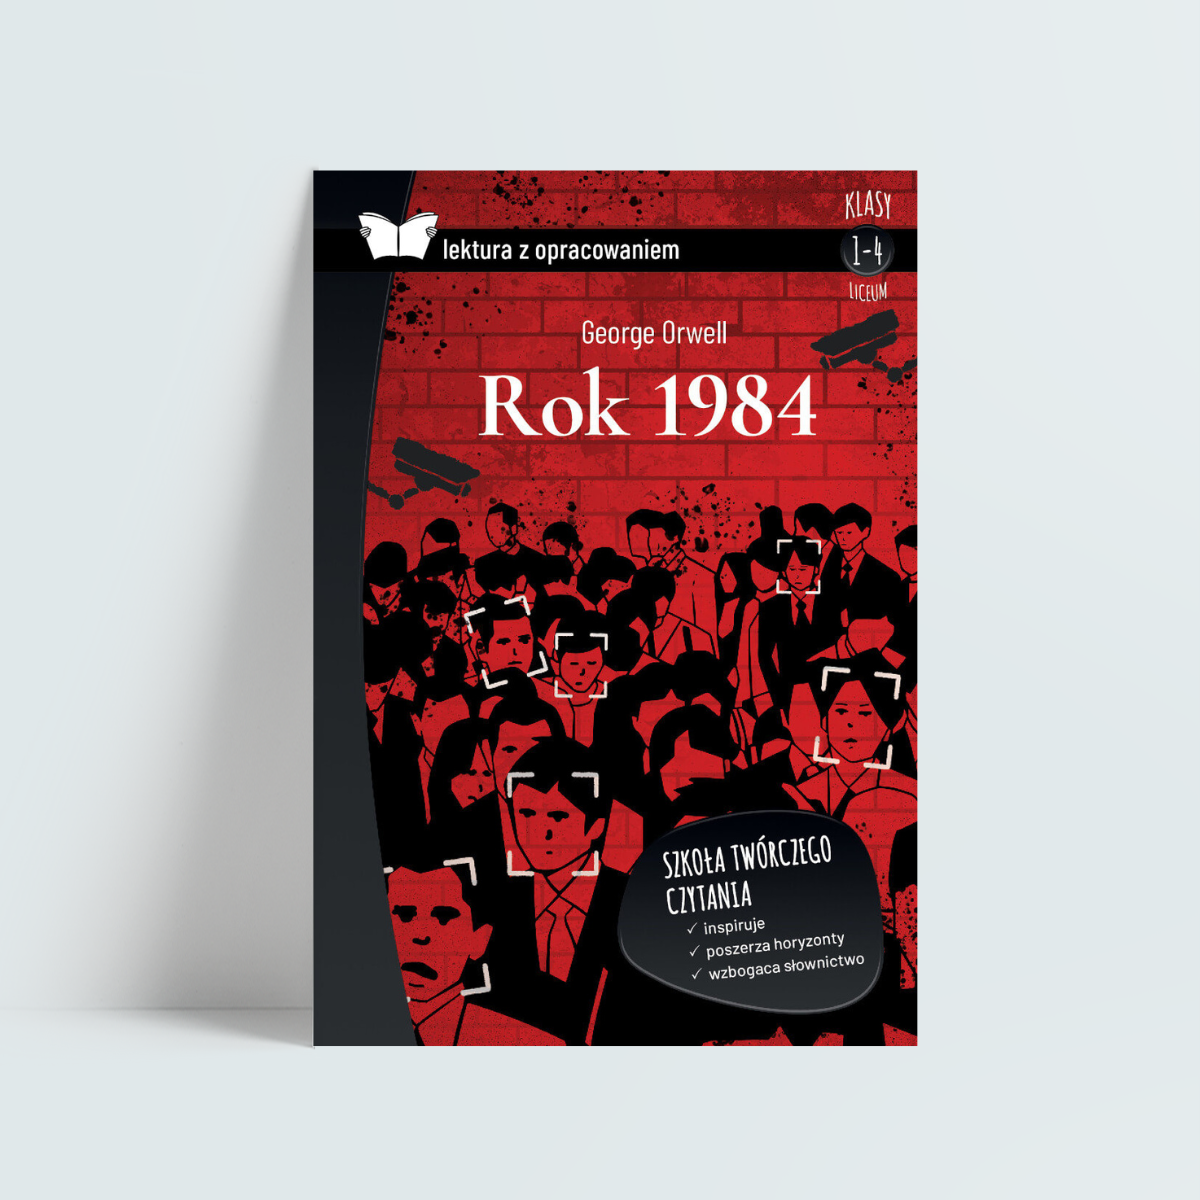 lektura z opracowaniem
KLASY
1-4
LICEUM
George Orwell
Rok 1984
SZKOŁA TWÓRCZEGO
CZYTANIA
✓ inspiruje
✓ poszerza horyzonty
✓ wzbogaca słownictwo